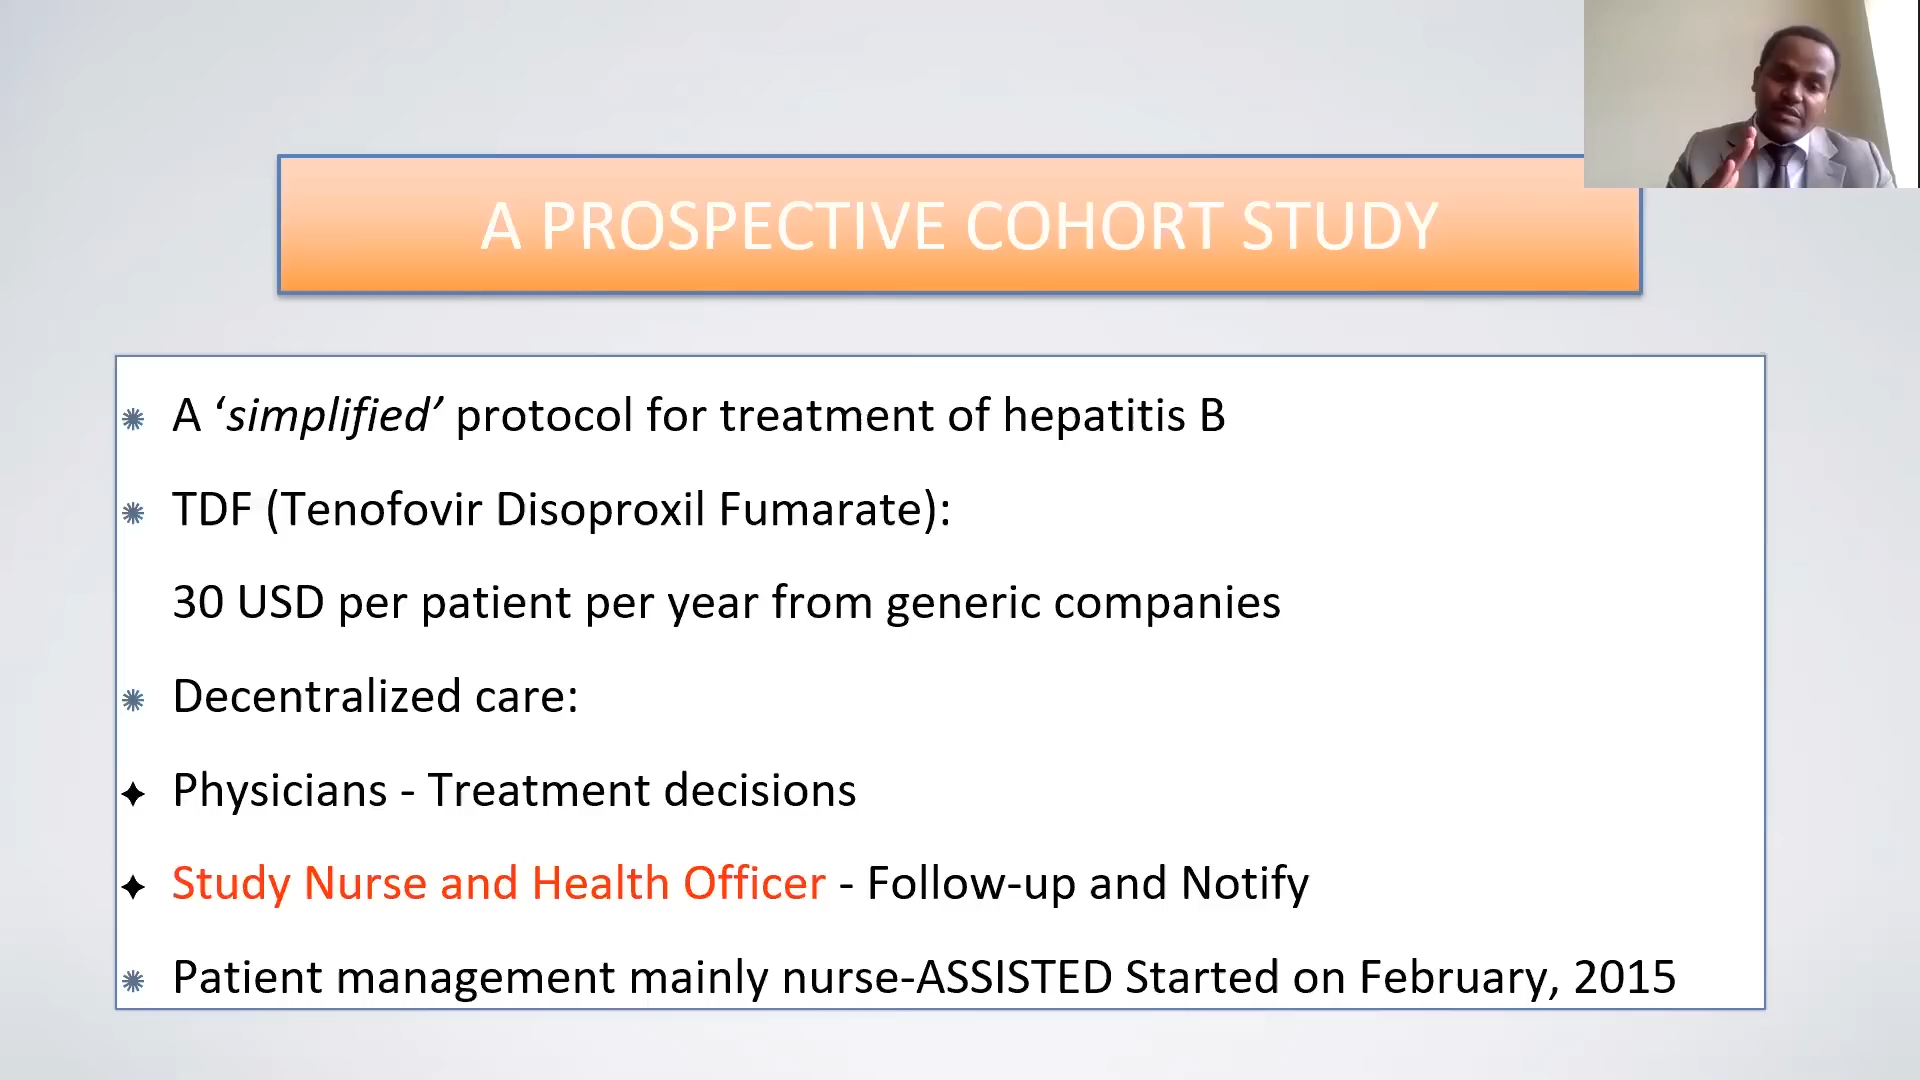 A PROSPECTIVE COHORT STUDY
A ‘simplified’ protocol for treatment of hepatitis B
TDF (Tenofovir Disoproxil Fumarate):
30 USD per patient per year from generic companies
Decentralized care:
Physicians - Treatment decisions
Study Nurse and Health Officer - Follow-up and Notify
Patient management mainly nurse-ASSISTED Started on February, 2015